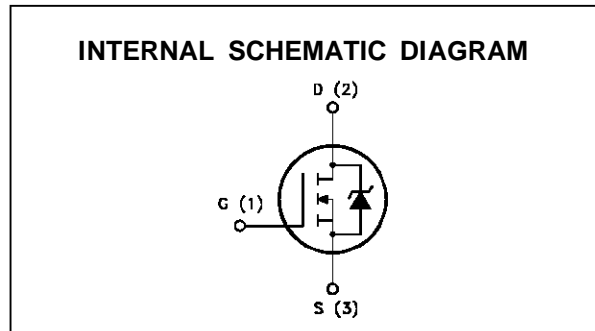 INTERNAL SCHEMATIC DIAGRAM
D (2)
G (1)
S (3)